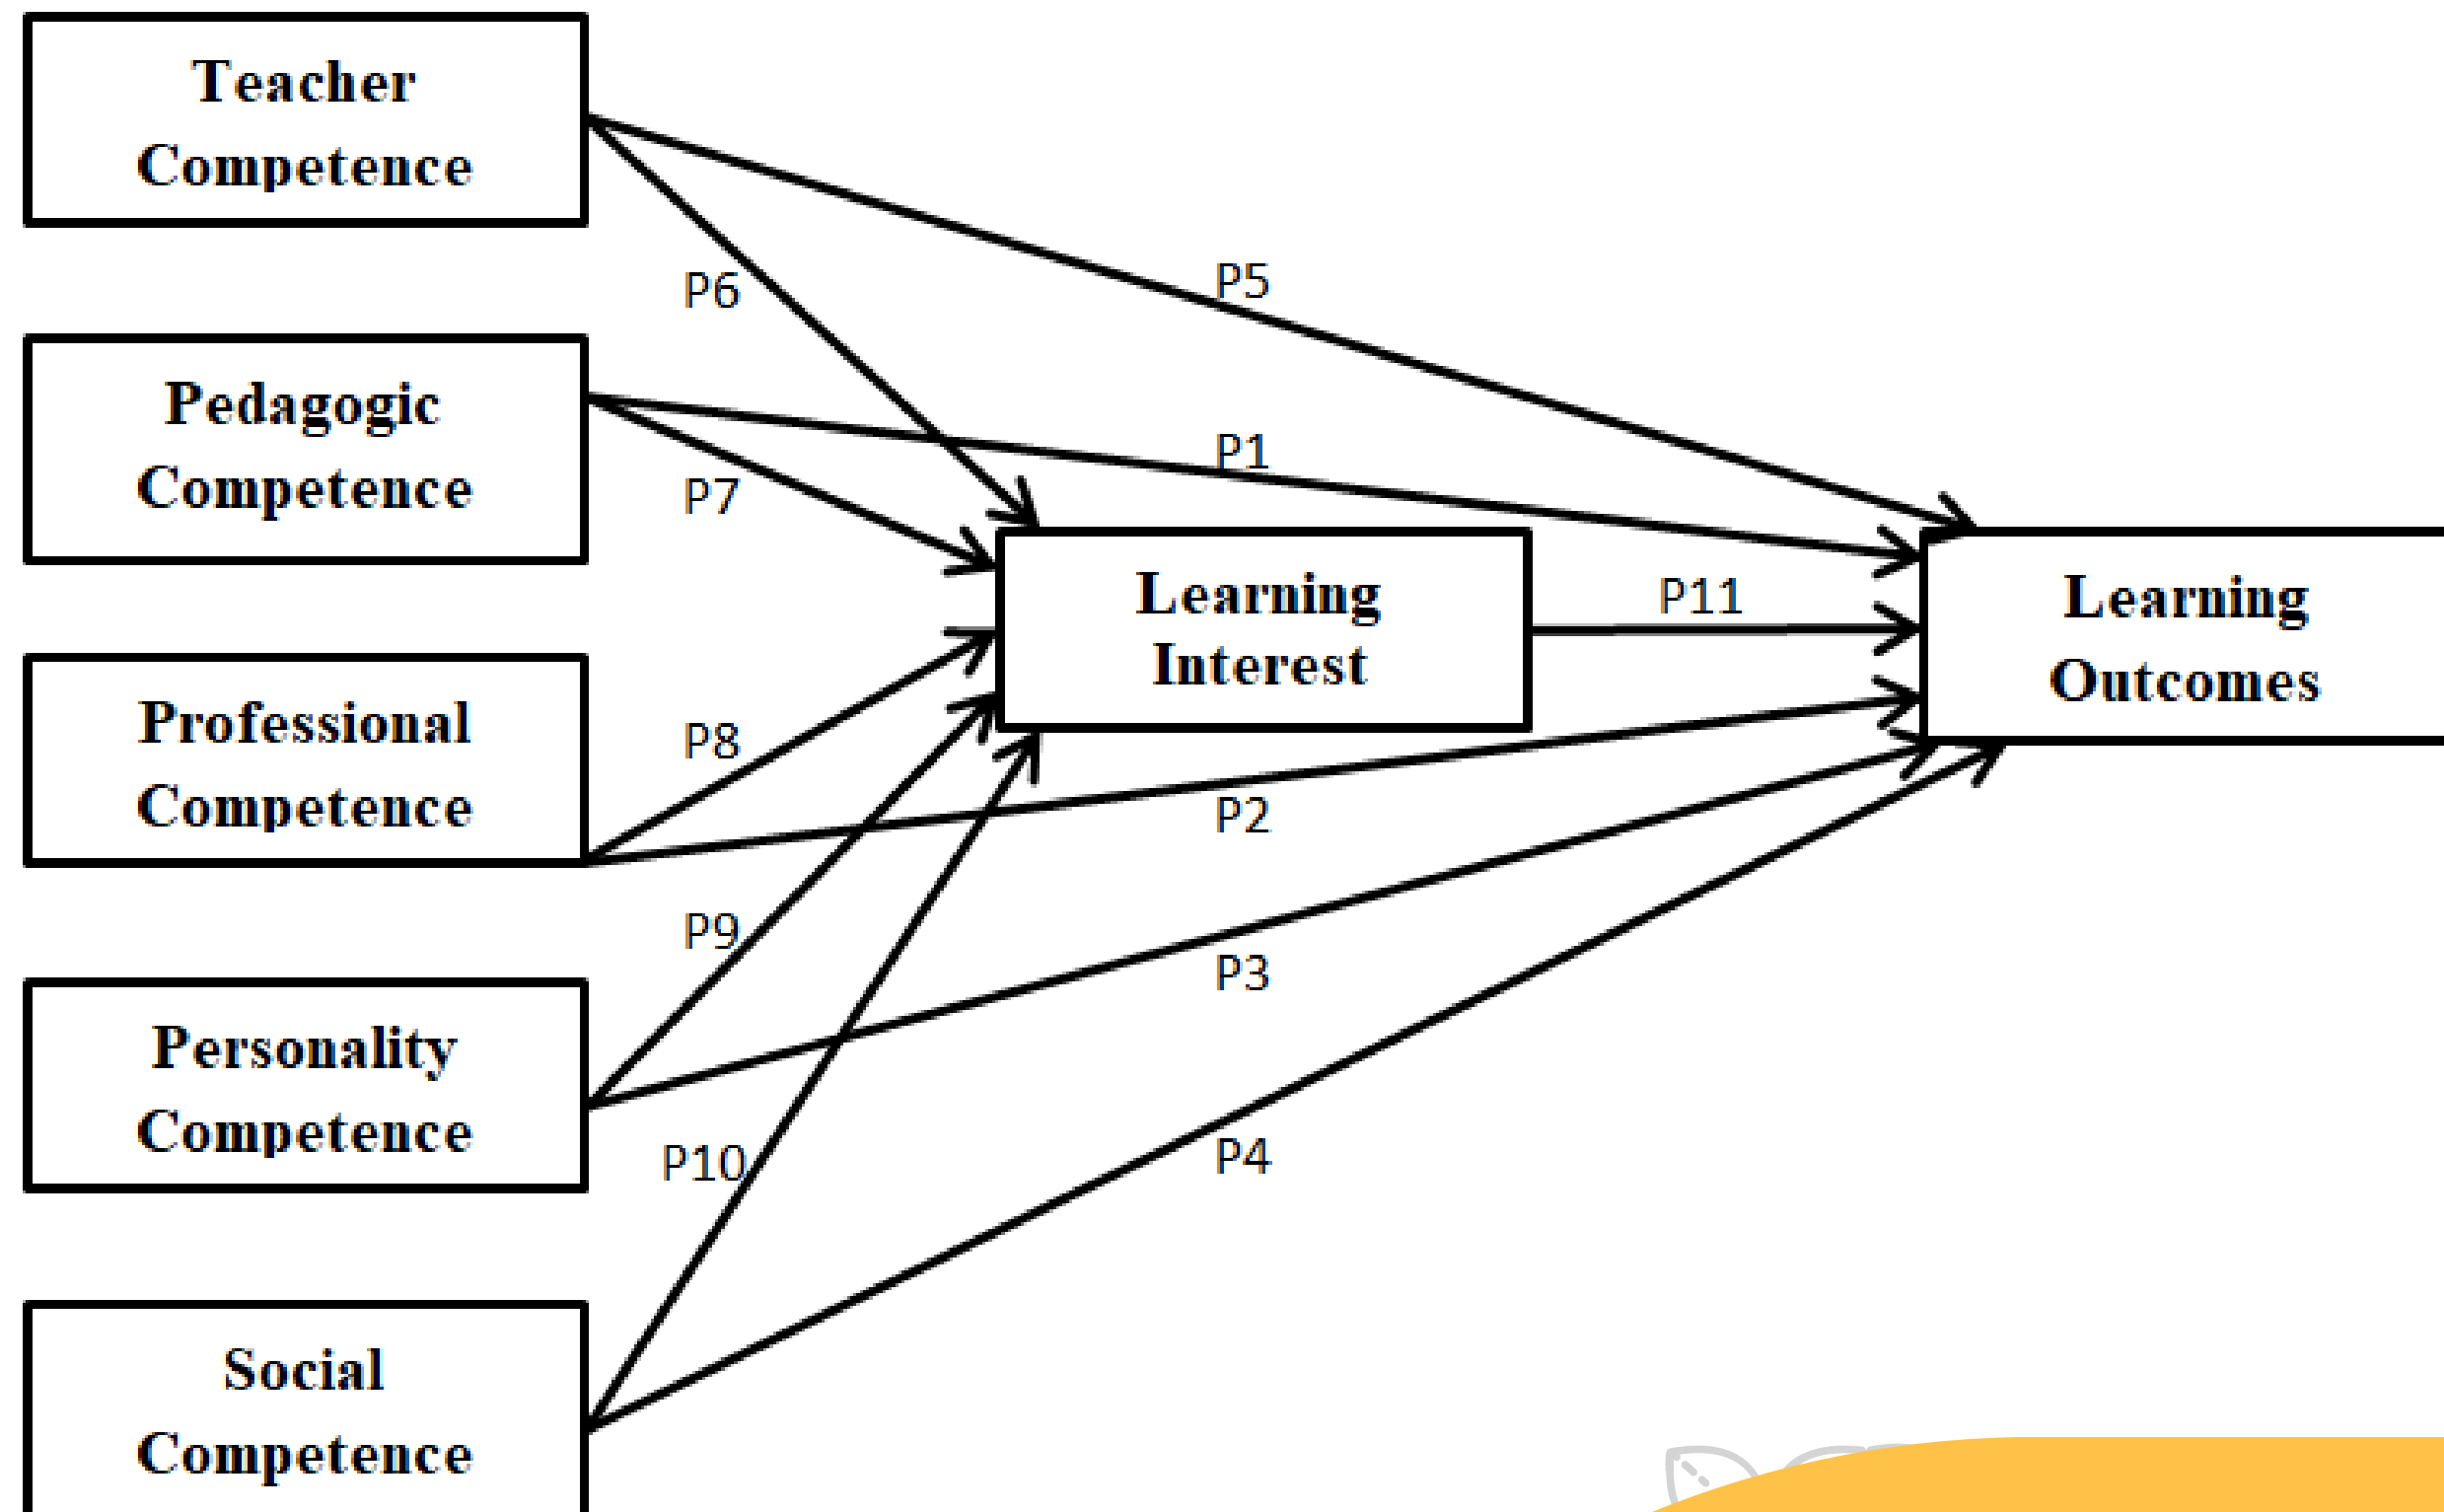 Teacher
Competence
P6
P5
Pedagogic
Competence
P1
P7
Learning
Interest
P11
Learning
Outcomes
Professional
Competence
P8
P2
P9
P3
Personality
Competence
P10
P4
Social
Competence